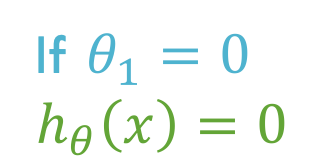 If θ₁ = 0
h_θ(x) = 0